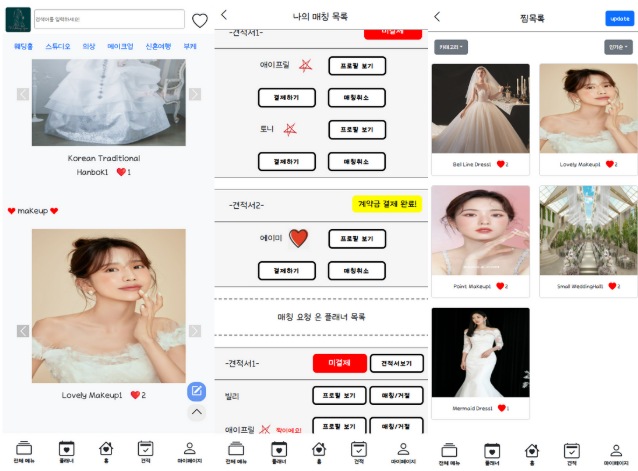 검색어를 입력하세요!
웨딩홀 스튜디오 의상 메이크업 신혼여행 부케
Korean Traditional
Hanbok1 ❤️1
❤️ makeup ❤️
Lovely Makeup1 ❤️2
전체 메뉴 플래너 홈 견적 마이페이지
나의 매칭 목록
-견적서1- 미결제
에이프릴 프로필 보기
결제하기 매칭취소
토니 프로필 보기
결제하기 매칭취소
-견적서2- 계약금 결제 완료!
에이미 프로필 보기
결제하기 매칭취소
매칭 요청 온 플래너 목록
-견적서1- 미결제 견적서보기
빌리 프로필 보기 매칭/거절
에이프릴 짝이에요! 프로필 보기 매칭/거절
전체 메뉴 플래너 홈 견적 마이페이지
찜목록 update
카테고리 인기순
Bell Line Dress1 ❤️2
Lovely Makeup1 ❤️2
Point Makeup1 ❤️2
Small WeddingHall1 ❤️2
Mermaid Dress1 ❤️1
전체 메뉴 플래너 홈 견적 마이페이지